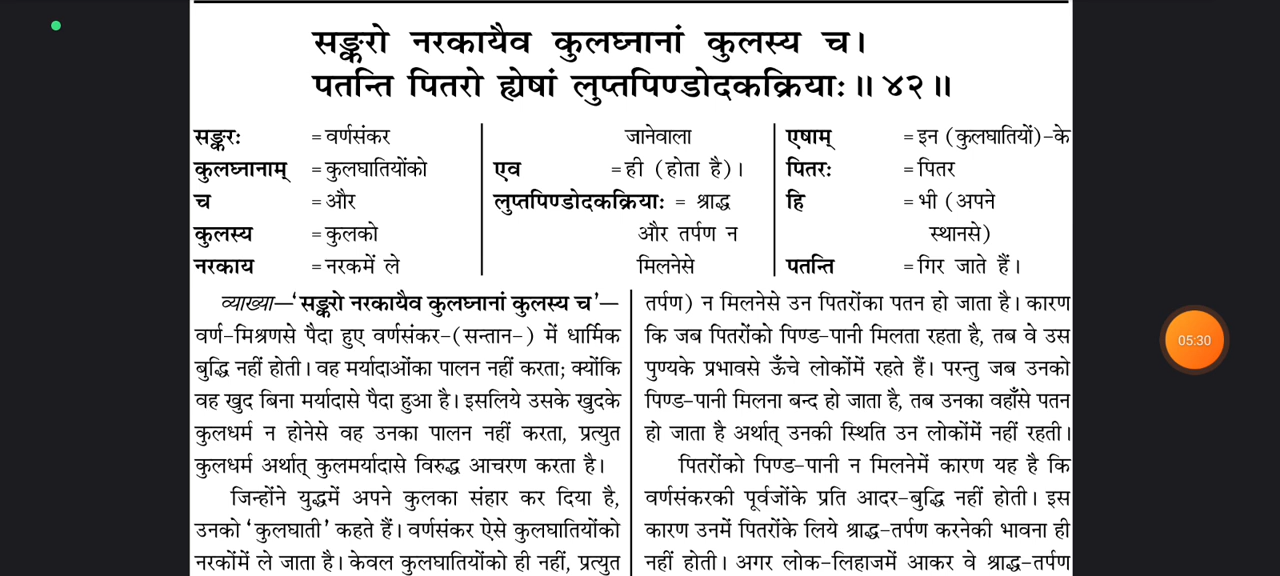 सङ्करो नरकायैव कुलघ्नानां कुलस्य च।
पतन्ति पितरो ह्येषां लुप्तपिण्डोदकक्रियाः॥ ४२॥
सङ्करः = वर्णसंकर
कुलघ्नानाम् = कुलघातियोंको
च = और
कुलस्य = कुलको
नरकाय = नरकमें ले
जानेवाला
एव = ही (होता है)।
लुप्तपिण्डोदकक्रियाः = श्राद्ध
और तर्पण न
मिलनेसे
एषाम् = इन (कुलघातियों)-के
पितरः = पितर
हि = भी (अपने
स्थानसे)
पतन्ति = गिर जाते हैं।
व्याख्या—'सङ्करो नरकायैव कुलघ्नानां कुलस्य च'—
वर्ण-मिश्रणसे पैदा हुए वर्णसंकर-(सन्तान-) में धार्मिक
बुद्धि नहीं होती। वह मर्यादाओंका पालन नहीं करता; क्योंकि
वह खुद बिना मर्यादासे पैदा हुआ है। इसलिये उसके खुदके
कुलधर्म न होनेसे वह उनका पालन नहीं करता, प्रत्युत
कुलधर्म अर्थात् कुलमर्यादासे विरुद्ध आचरण करता है।
जिन्होंने युद्धमें अपने कुलका संहार कर दिया है,
उनको 'कुलघाती' कहते हैं। वर्णसंकर ऐसे कुलघातियोंको
नरकोंमें ले जाता है। केवल कुलघातियोंको ही नहीं, प्रत्युत
तर्पण) न मिलनेसे उन पितरोंका पतन हो जाता है। कारण
कि जब पितरोंको पिण्ड-पानी मिलता रहता है, तब वे उस
पुण्यके प्रभावसे ऊँचे लोकोंमें रहते हैं। परन्तु जब उनको
पिण्ड-पानी मिलना बन्द हो जाता है, तब उनका वहाँसे पतन
हो जाता है अर्थात् उनकी स्थिति उन लोकोंमें नहीं रहती।
पितरोंको पिण्ड-पानी न मिलनेमें कारण यह है कि
वर्णसंकरकी पूर्वजोंके प्रति आदर-बुद्धि नहीं होती। इस
कारण उनमें पितरोंके लिये श्राद्ध-तर्पण करनेकी भावना ही
नहीं होती। अगर लोक-लिहाजमें आकर वे श्राद्ध-तर्पण
05:30